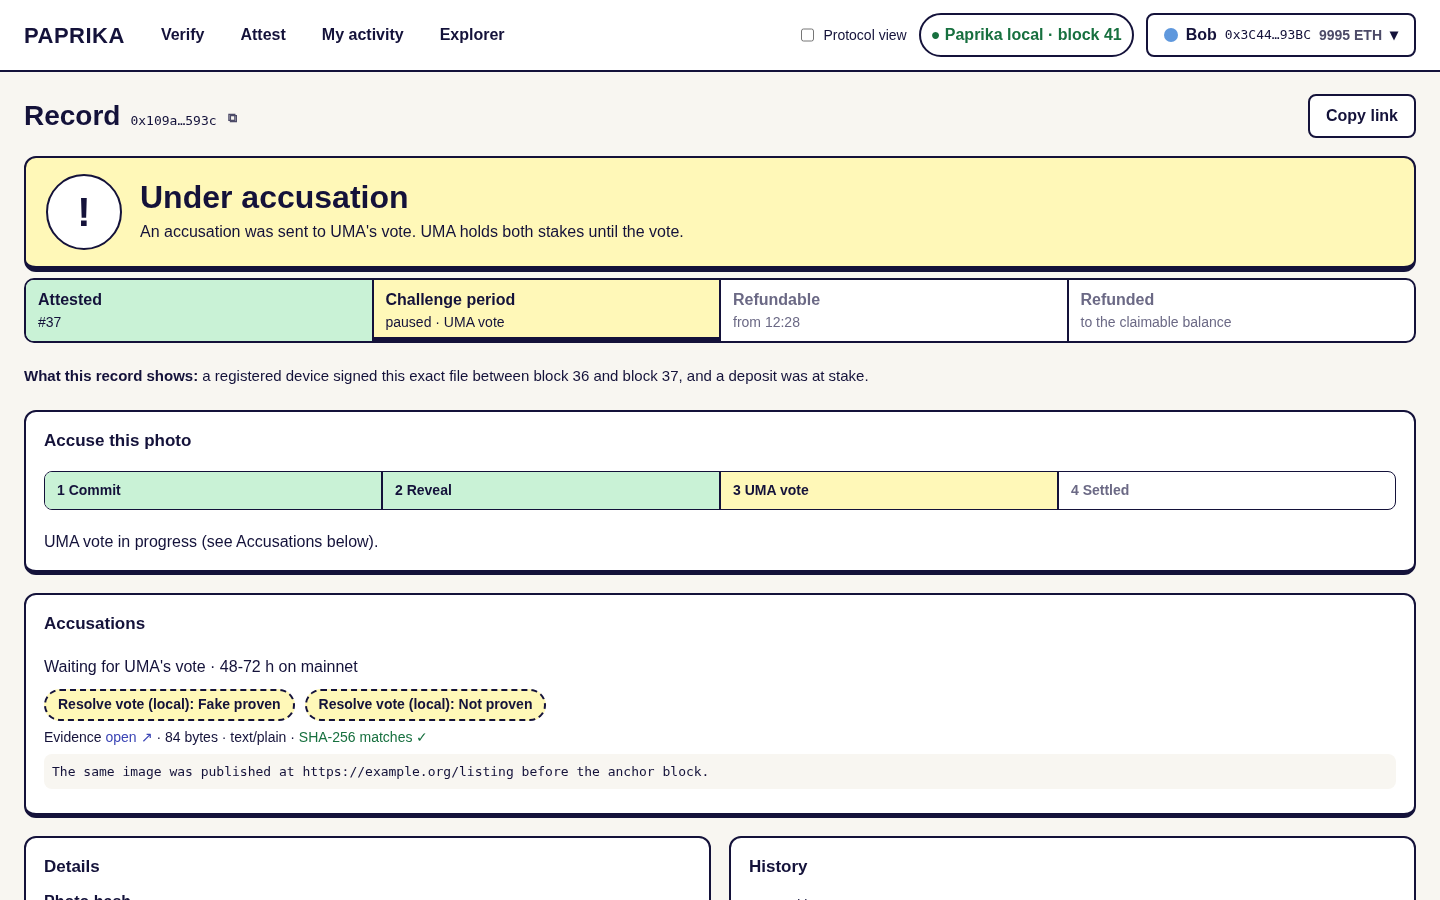 PAPRIKA Verify Attest My activity Explorer Protocol view ● Paprika local · block 41 Bob 0x3C44…93BC 9995 ETH ▼
Record 0x109a…593c ⧉ Copy link
!
Under accusation
An accusation was sent to UMA's vote. UMA holds both stakes until the vote.
Attested Challenge period Refundable Refunded
#37 paused · UMA vote from 12:28 to the claimable balance
What this record shows: a registered device signed this exact file between block 36 and block 37, and a deposit was at stake.
Accuse this photo
1 Commit 2 Reveal 3 UMA vote 4 Settled
UMA vote in progress (see Accusations below).
Accusations
Waiting for UMA's vote · 48-72 h on mainnet
Resolve vote (local): Fake proven Resolve vote (local): Not proven
Evidence open ↗ · 84 bytes · text/plain · SHA-256 matches ✓
The same image was published at https://example.org/listing before the anchor block.
Details History
Photo hash